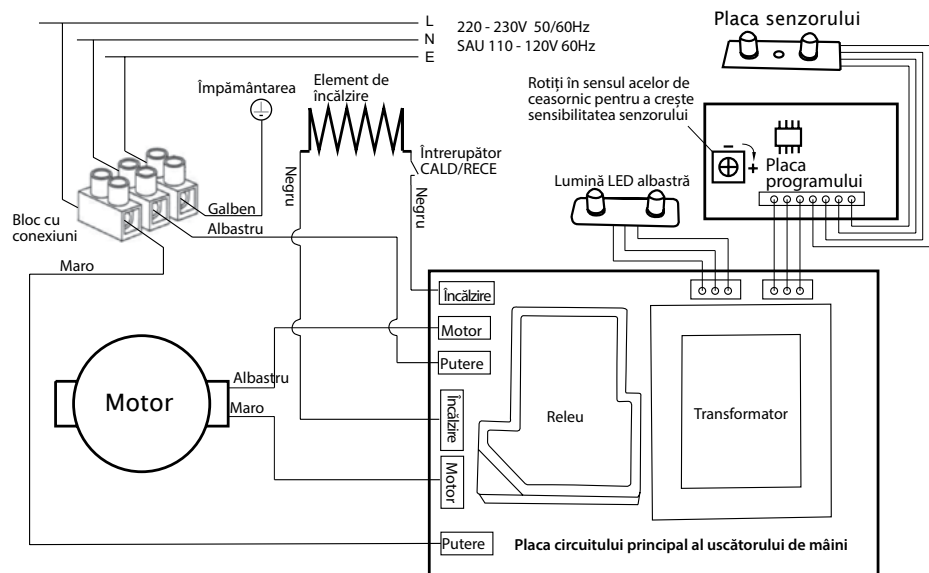 L
N
E
220 - 230V 50/60Hz
SAU 110 - 120V 60Hz
Placa senzorului
Împământarea
Element de
încălzire
Rotiți în sensul acelor de
ceasornic pentru a crește
sensibilitatea senzorului
−
+
Placa
programului
Întrerupător
CALD/RECE
Negru
Negru
Lumină LED albastră
Galben
Albastru
Bloc cu
conexiuni
Maro
Încălzire
Motor
Putere
Albastru
Motor
Maro
Încălzire
Releu
Transformator
Motor
Putere
Placa circuitului principal al uscătorului de mâini